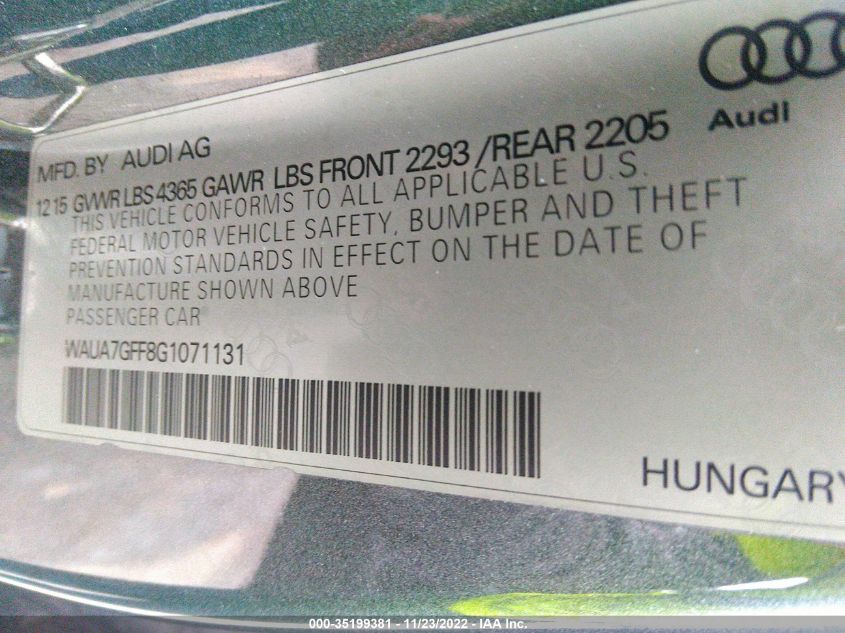 Audi
MFD. BY AUDI AG
12 15 GVWR LBS 4365 GAWR LBS FRONT 2293 /REAR 2205
THIS VEHICLE CONFORMS TO ALL APPLICABLE U.S.
FEDERAL MOTOR VEHICLE SAFETY, BUMPER AND THEFT
PREVENTION STANDARDS IN EFFECT ON THE DATE OF
MANUFACTURE SHOWN ABOVE
PASSENGER CAR
WAUA7GFF8G1071131
HUNGARY
000-35199381 - 11/23/2022 - IAA Inc.